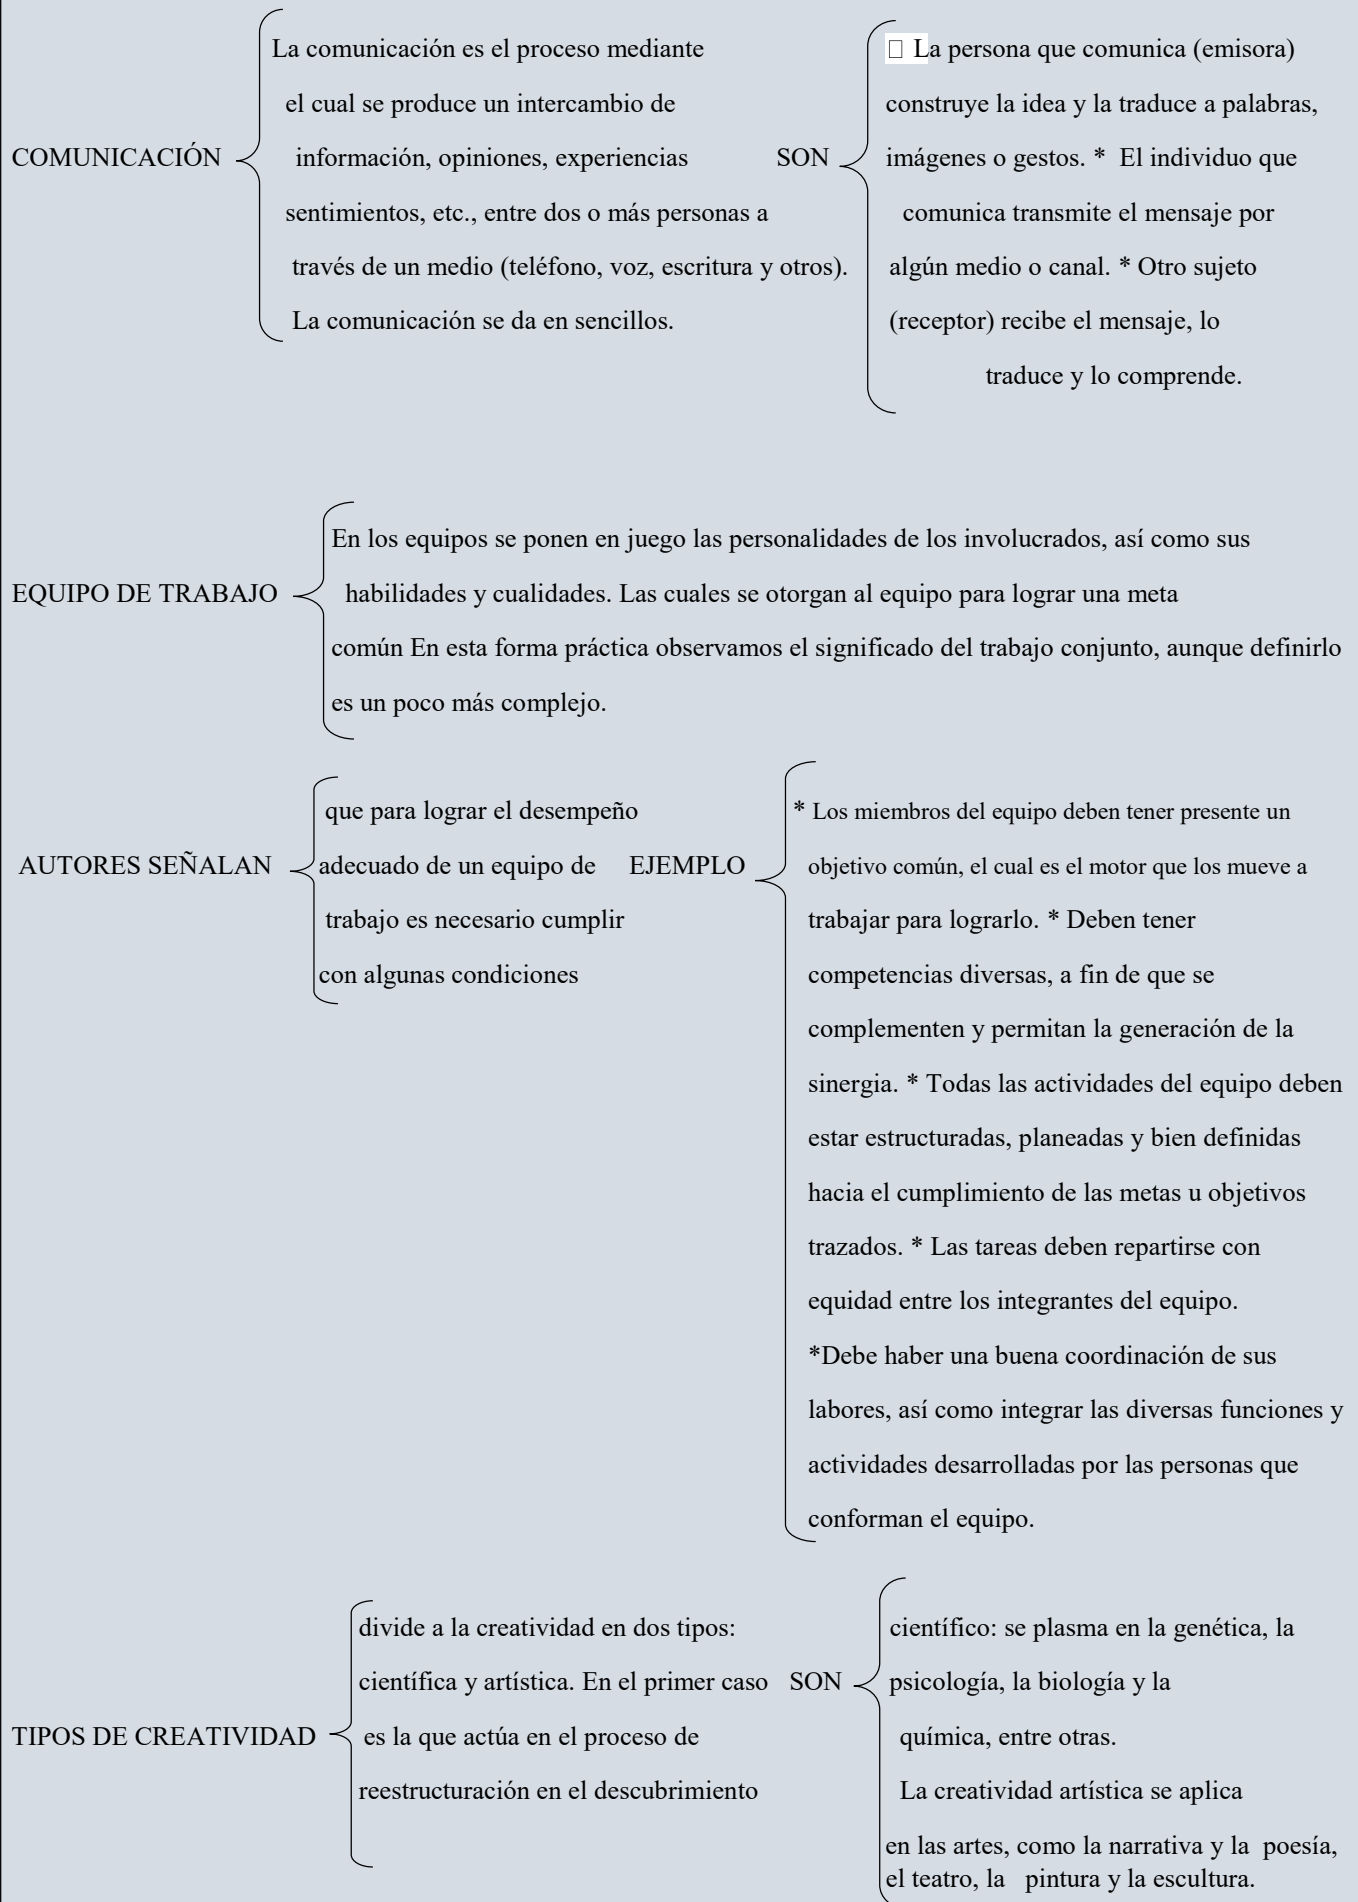 COMUNICACIÓN
La comunicación es el proceso mediante
el cual se produce un intercambio de
información, opiniones, experiencias
sentimientos, etc., entre dos o más personas a
través de un medio (teléfono, voz, escritura y otros).
La comunicación se da en sencillos.
SON
□ La persona que comunica (emisora)
construye la idea y la traduce a palabras,
imágenes o gestos. * El individuo que
comunica transmite el mensaje por
algún medio o canal. * Otro sujeto
(receptor) recibe el mensaje, lo
traduce y lo comprende.
EQUIPO DE TRABAJO
En los equipos se ponen en juego las personalidades de los involucrados, así como sus
habilidades y cualidades. Las cuales se otorgan al equipo para lograr una meta
común En esta forma práctica observamos el significado del trabajo conjunto, aunque definirlo
es un poco más complejo.
AUTORES SEÑALAN
que para lograr el desempeño
adecuado de un equipo de
trabajo es necesario cumplir
con algunas condiciones
EJEMPLO
* Los miembros del equipo deben tener presente un
objetivo común, el cual es el motor que los mueve a
trabajar para lograrlo. * Deben tener
competencias diversas, a fin de que se
complementen y permitan la generación de la
sinergia. * Todas las actividades del equipo deben
estar estructuradas, planeadas y bien definidas
hacia el cumplimiento de las metas u objetivos
trazados. * Las tareas deben repartirse con
equidad entre los integrantes del equipo.
*Debe haber una buena coordinación de sus
labores, así como integrar las diversas funciones y
actividades desarrolladas por las personas que
conforman el equipo.
TIPOS DE CREATIVIDAD
divide a la creatividad en dos tipos:
científica y artística. En el primer caso
es la que actúa en el proceso de
reestructuración en el descubrimiento
SON
científico: se plasma en la genética, la
psicología, la biología y la
química, entre otras.
La creatividad artística se aplica
en las artes, como la narrativa y la poesía,
el teatro, la pintura y la escultura.